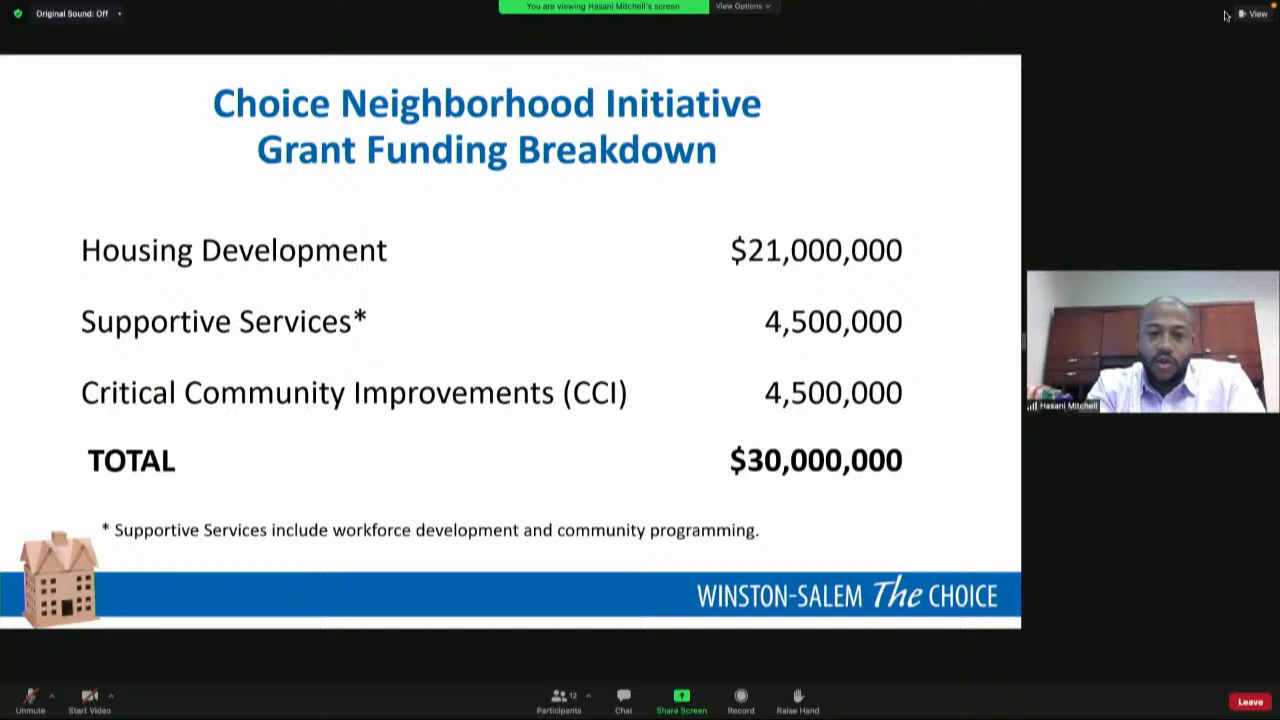 Original Sound: Off
You are viewing Hasani Mitchell's screen
View Options
View
Choice Neighborhood Initiative
Grant Funding Breakdown
Housing Development $21,000,000
Supportive Services* 4,500,000
Critical Community Improvements (CCI) 4,500,000
TOTAL $30,000,000
* Supportive Services include workforce development and community programming.
WINSTON-SALEM The CHOICE
Hasani Mitchell
Unmute
Start Video
12
Participants
Chat
Share Screen
Record
Raise Hand
Leave